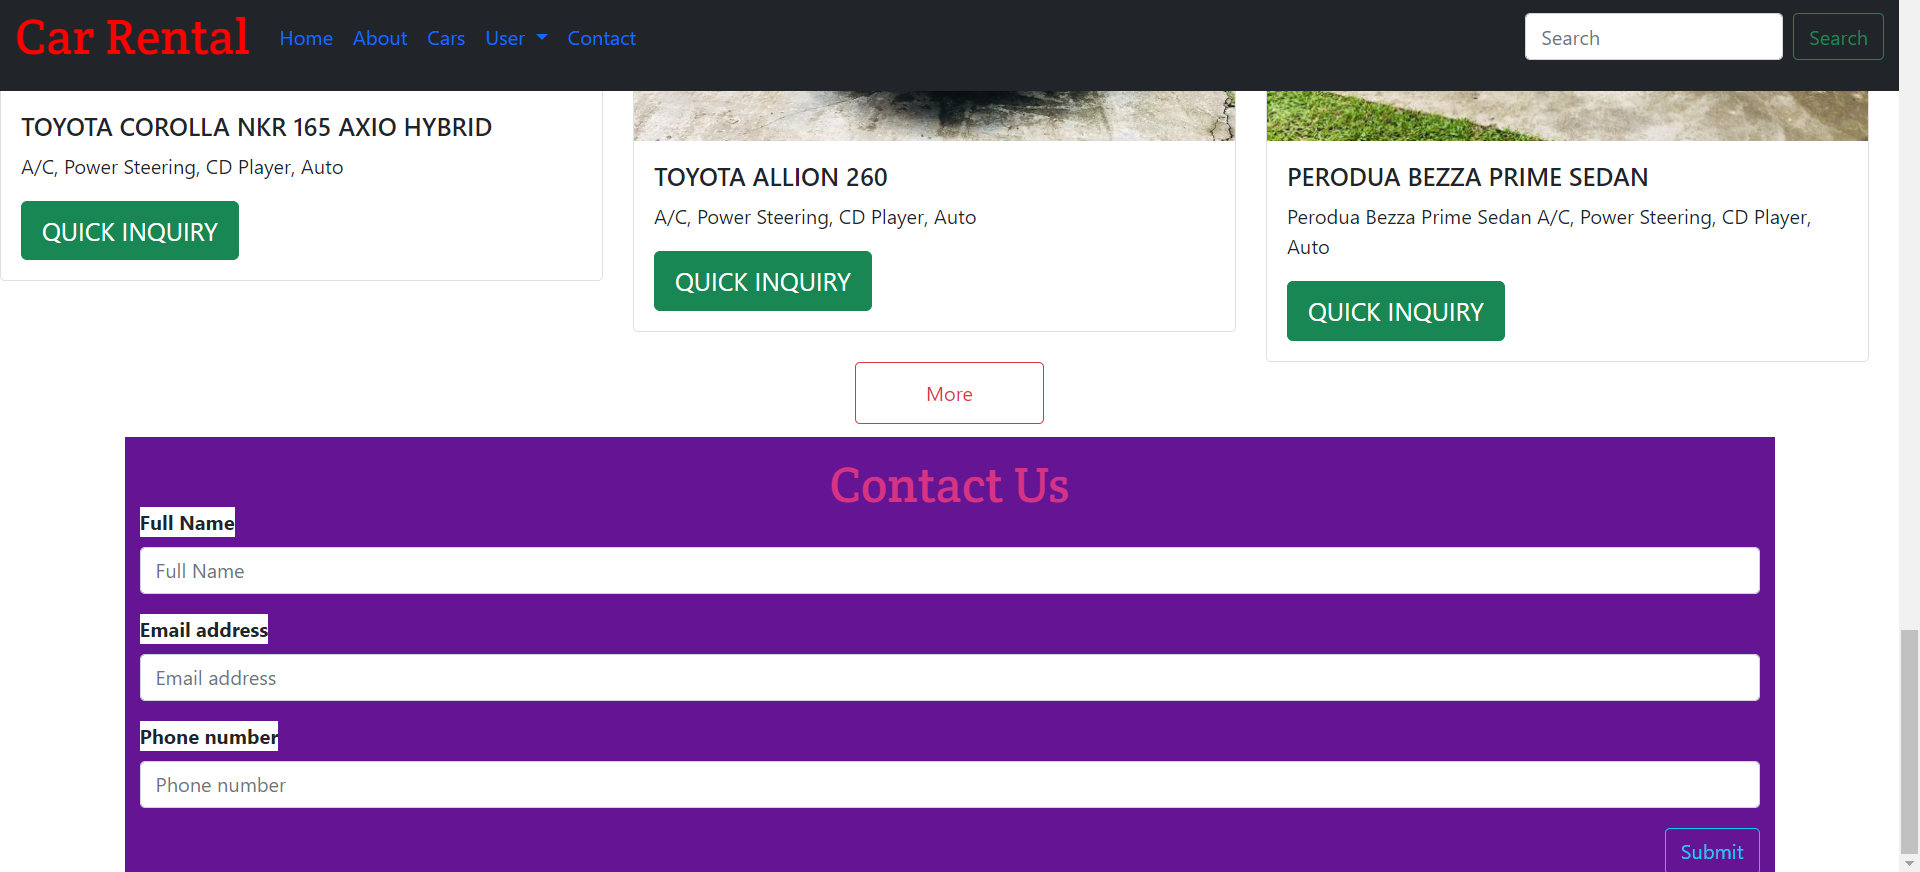 Car Rental
Home
About
Cars
User
Contact
Search
Search
TOYOTA COROLLA NKR 165 AXIO HYBRID
A/C, Power Steering, CD Player, Auto
QUICK INQUIRY
TOYOTA ALLION 260
A/C, Power Steering, CD Player, Auto
QUICK INQUIRY
PERODUA BEZZA PRIME SEDAN
Perodua Bezza Prime Sedan A/C, Power Steering, CD Player,
Auto
QUICK INQUIRY
More
Contact Us
Full Name
Full Name
Email address
Email address
Phone number
Phone number
Submit